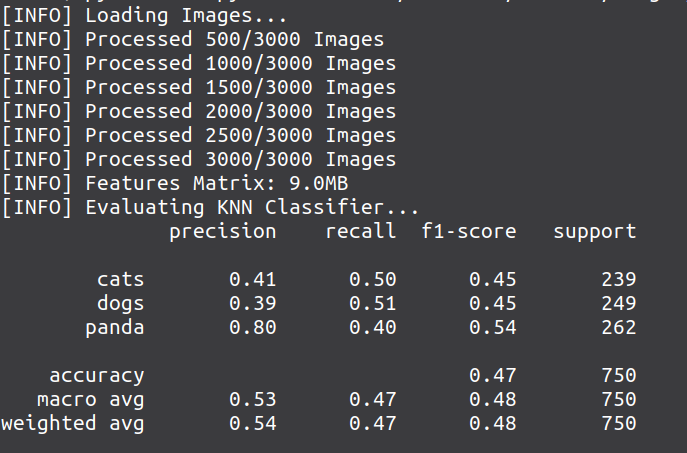 [INFO] Loading Images...
[INFO] Processed 500/3000 Images
[INFO] Processed 1000/3000 Images
[INFO] Processed 1500/3000 Images
[INFO] Processed 2000/3000 Images
[INFO] Processed 2500/3000 Images
[INFO] Processed 3000/3000 Images
[INFO] Features Matrix: 9.0MB
[INFO] Evaluating KNN Classifier...
precision recall f1-score support
cats 0.41 0.50 0.45 239
dogs 0.39 0.51 0.45 249
panda 0.80 0.40 0.54 262
accuracy 0.47 750
macro avg 0.53 0.47 0.48 750
weighted avg 0.54 0.47 0.48 750